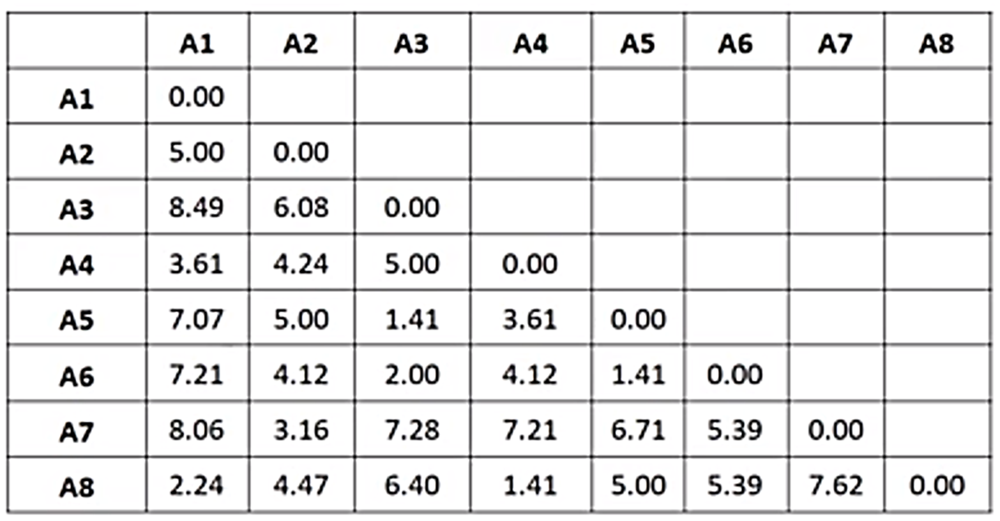 A1 A2 A3 A4 A5 A6 A7 A8
A1 0.00
A2 5.00 0.00
A3 8.49 6.08 0.00
A4 3.61 4.24 5.00 0.00
A5 7.07 5.00 1.41 3.61 0.00
A6 7.21 4.12 2.00 4.12 1.41 0.00
A7 8.06 3.16 7.28 7.21 6.71 5.39 0.00
A8 2.24 4.47 6.40 1.41 5.00 5.39 7.62 0.00